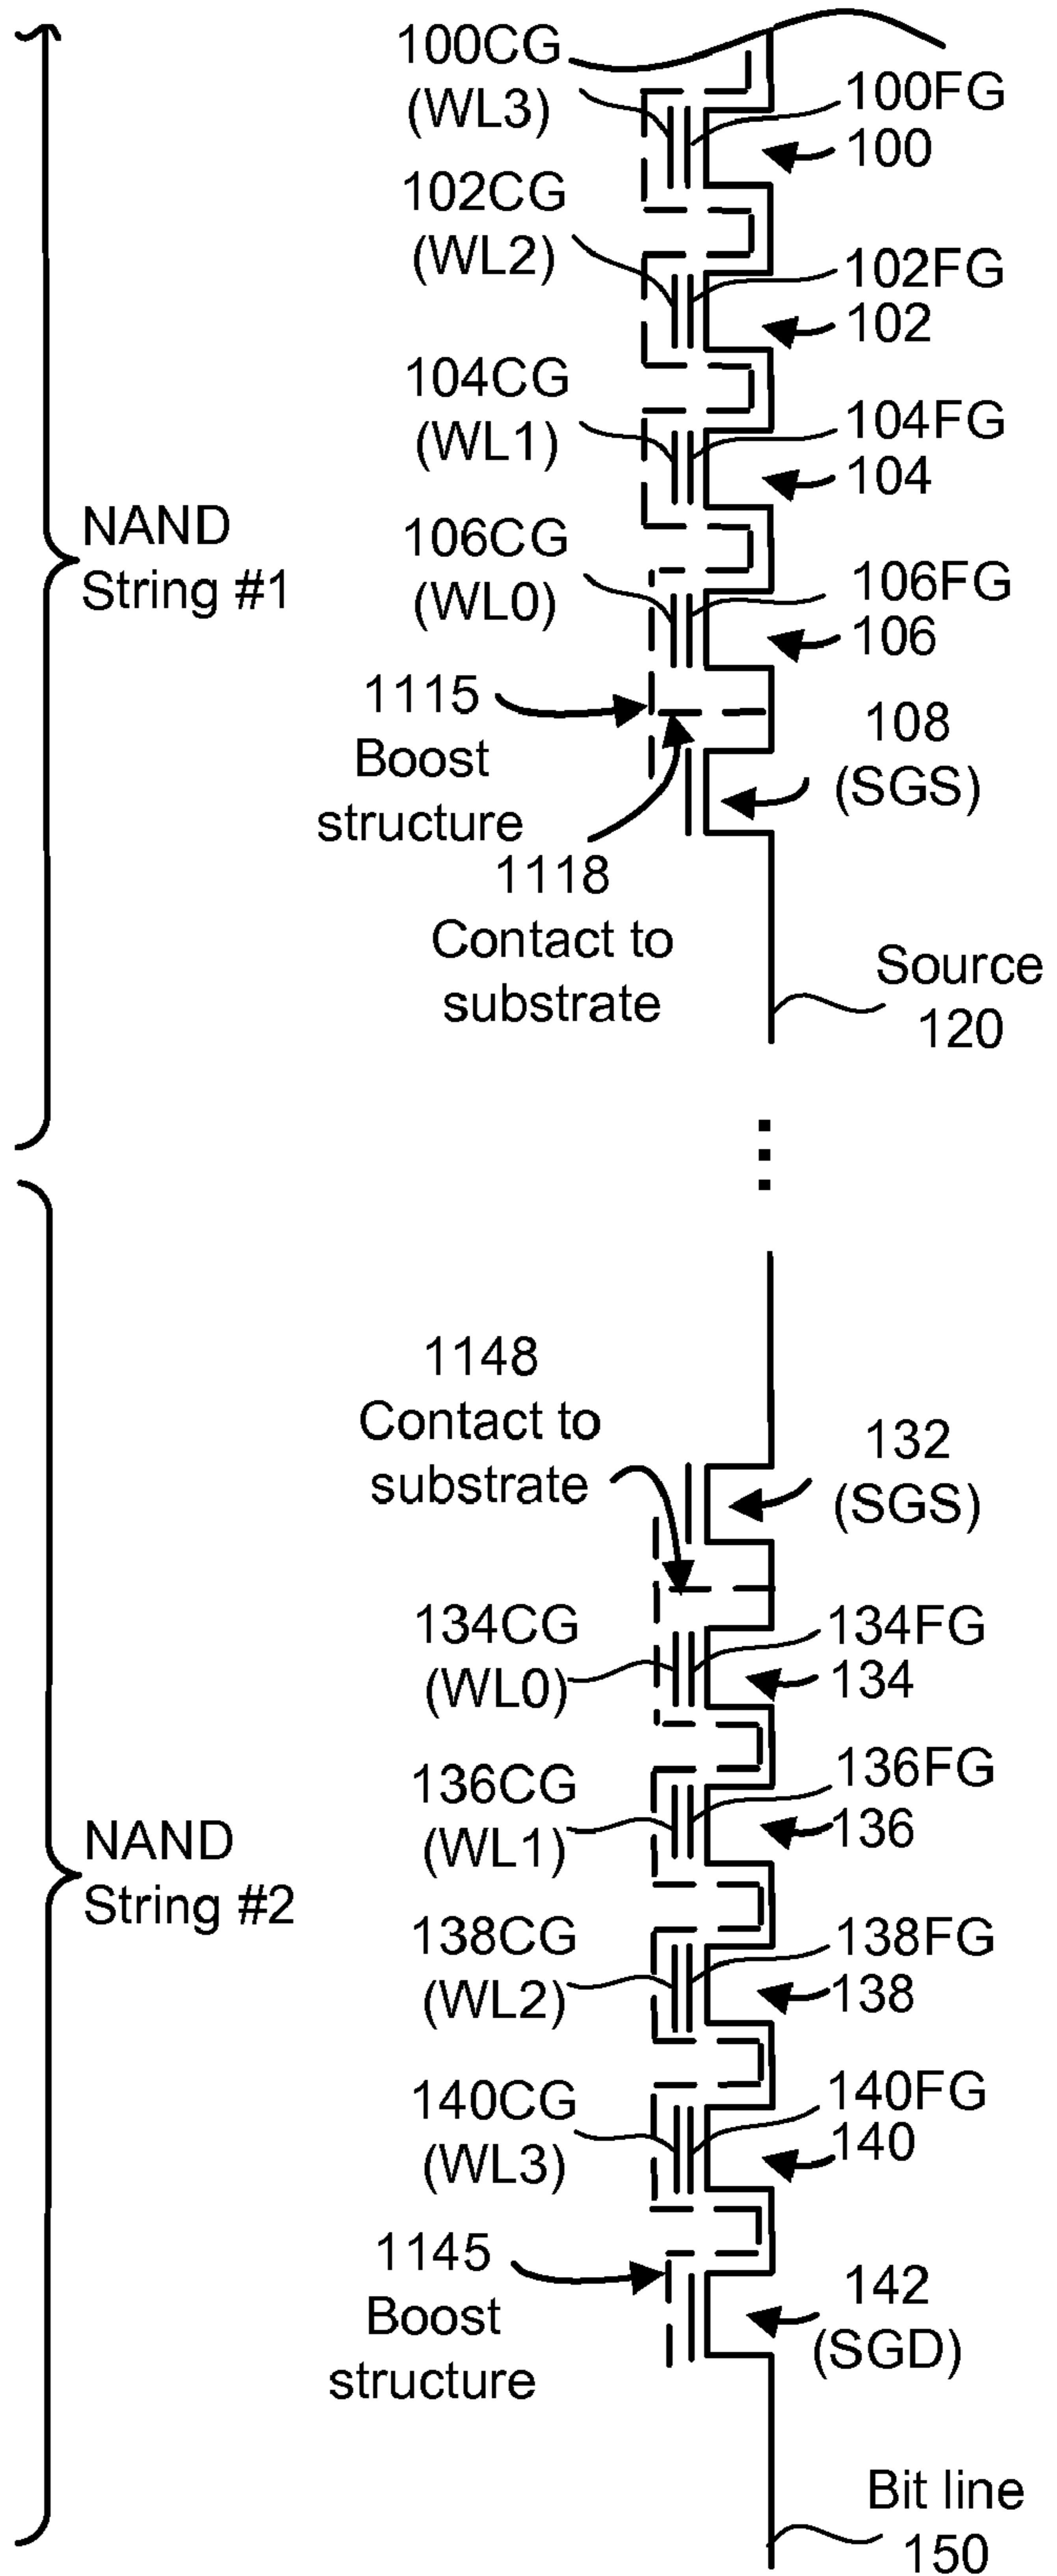 100CG
(WL3)
100FG
100
102CG
(WL2)
102FG
102
104CG
(WL1)
104FG
104
NAND
String #1
106CG
(WL0)
106FG
106
1115
Boost
structure
108
(SGS)
1118
Contact to
substrate
Source
120
1148
Contact to
substrate
132
(SGS)
134CG
(WL0)
134FG
134
136CG
(WL1)
136FG
136
NAND
String #2
138CG
(WL2)
138FG
138
140CG
(WL3)
140FG
140
1145
Boost
structure
142
(SGD)
Bit line
150